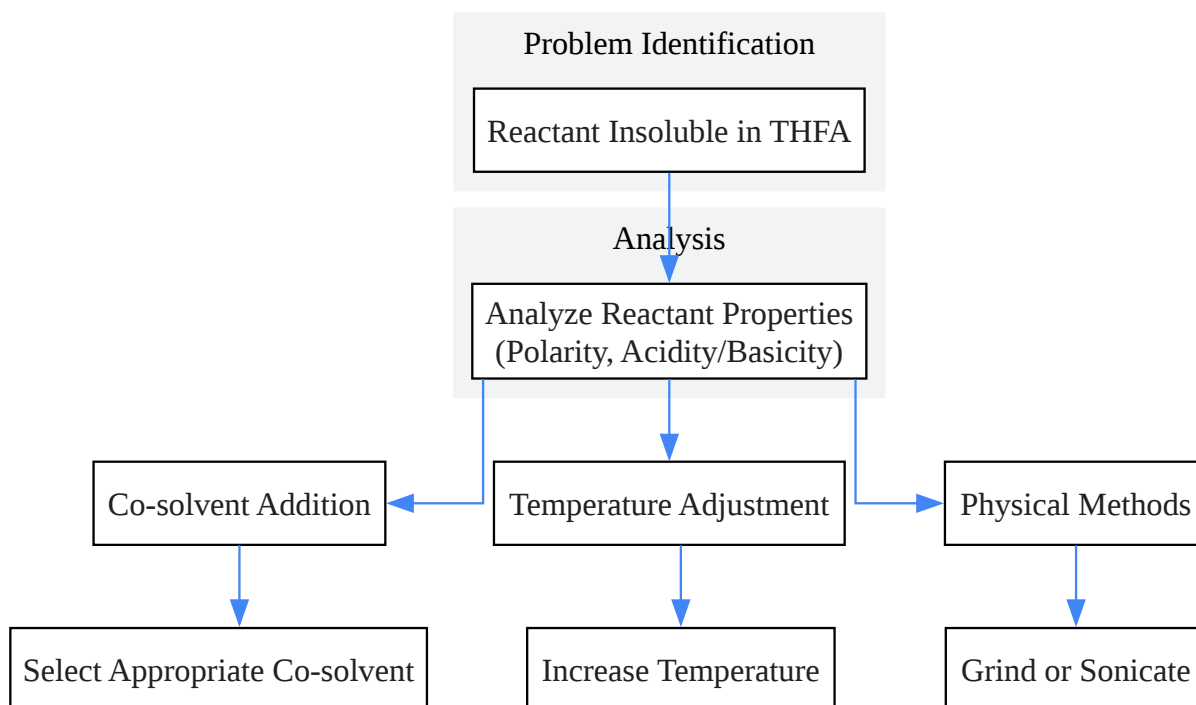 Problem Identification
Reactant Insoluble in THFA
Analysis
Analyze Reactant Properties
(Polarity, Acidity/Basicity)
Co-solvent Addition
Temperature Adjustment
Physical Methods
Select Appropriate Co-solvent
Increase Temperature
Grind or Sonicate